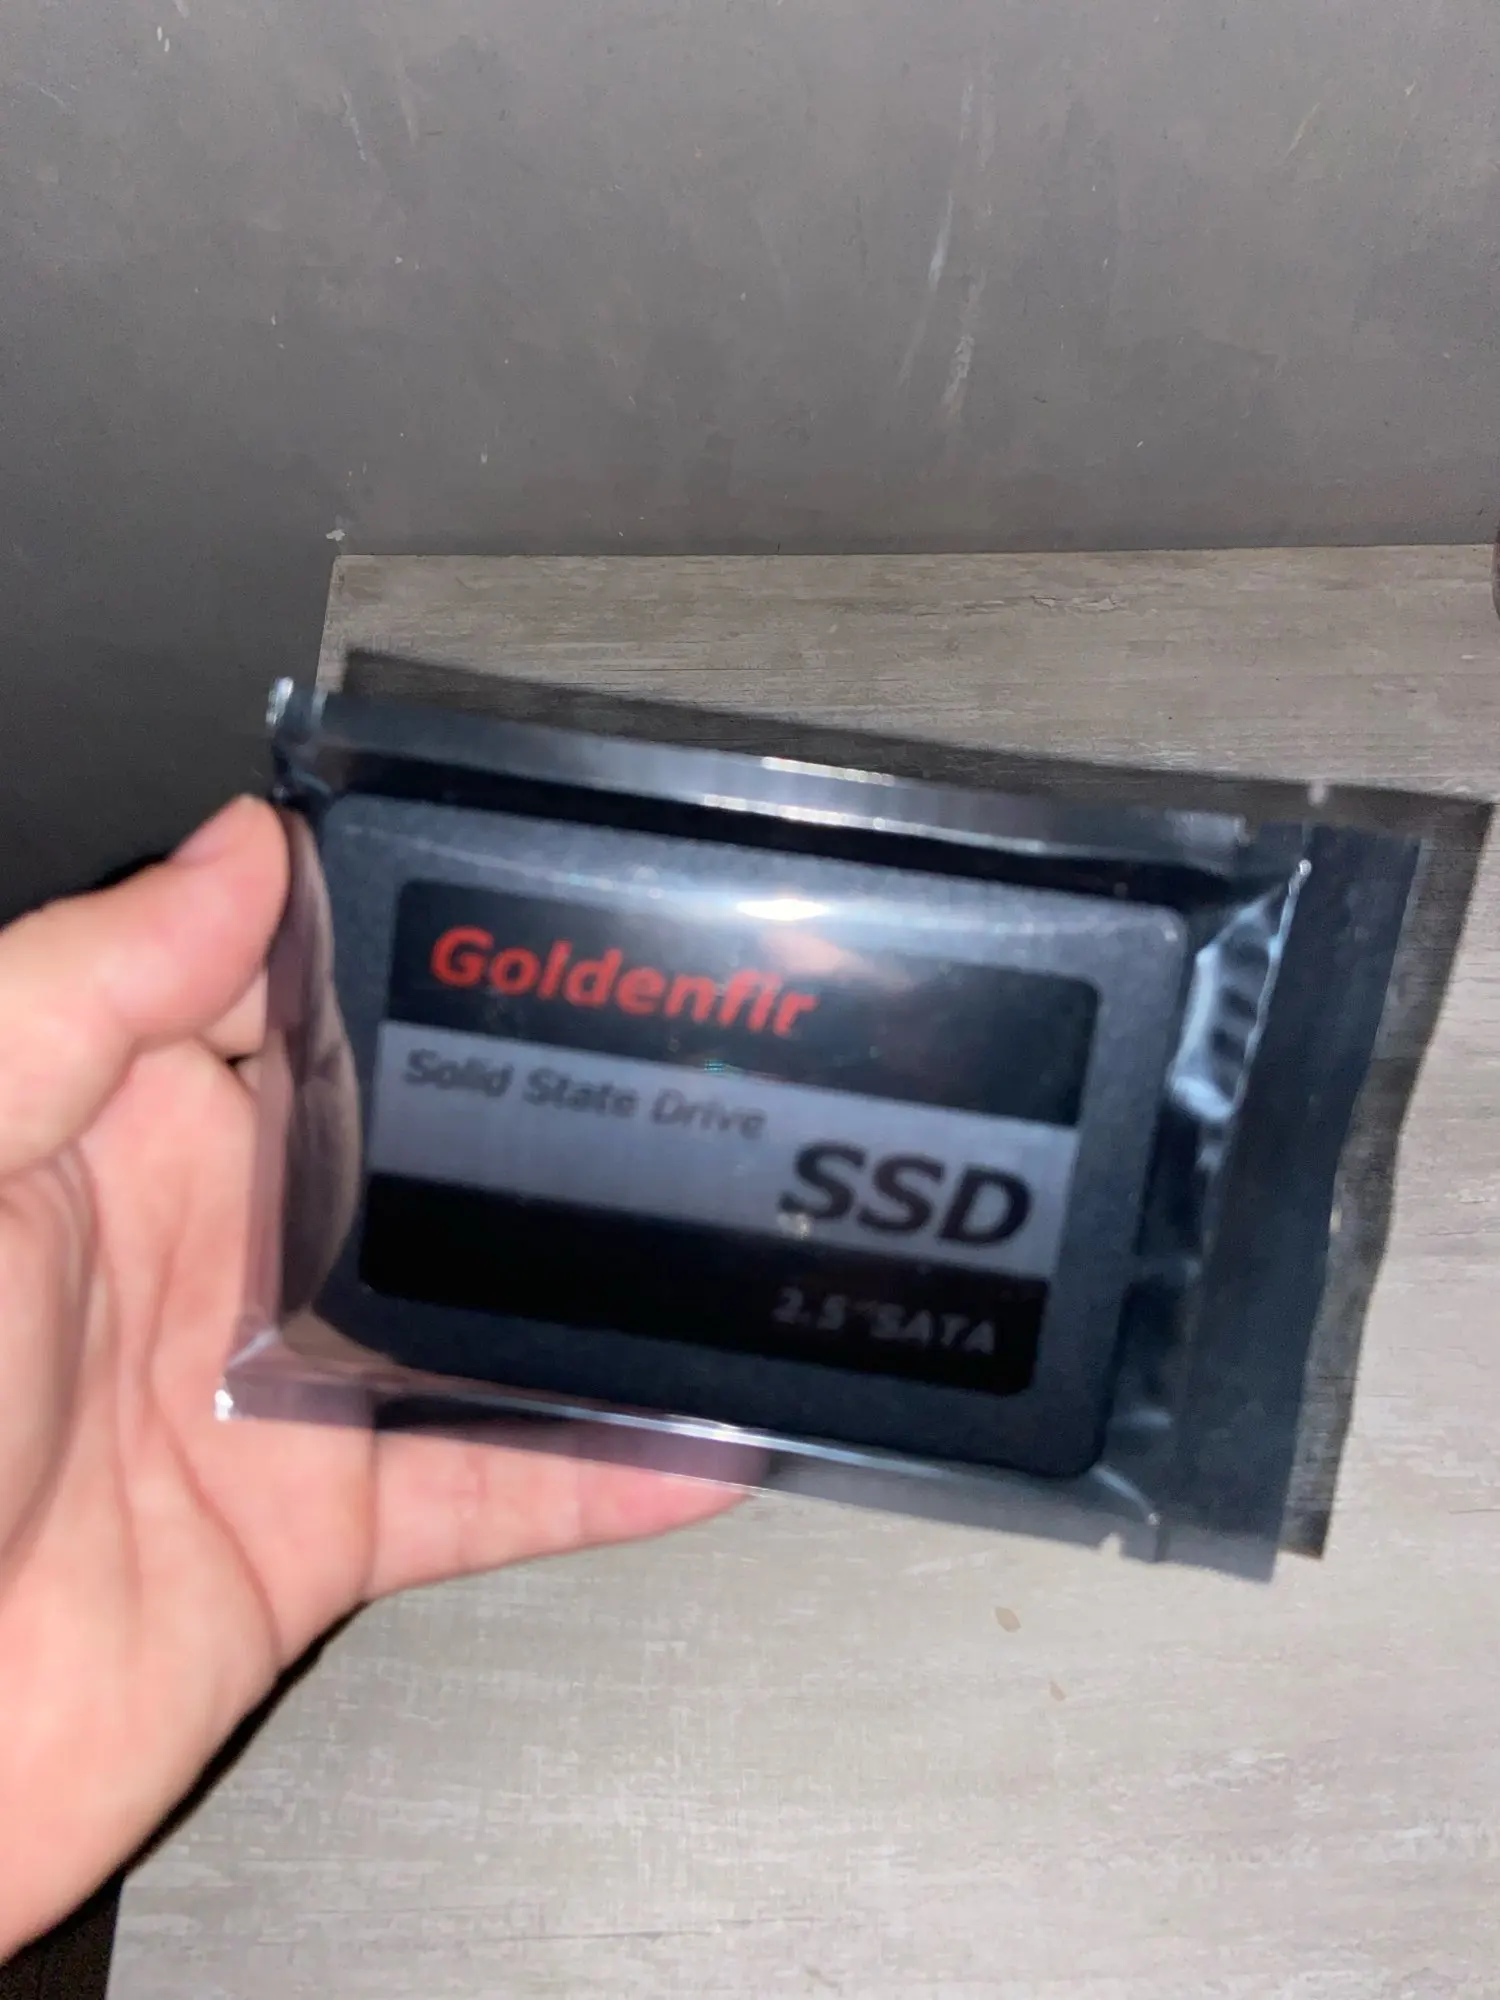 Goldenfir
Solid State Drive
SSD
2.5"SATA